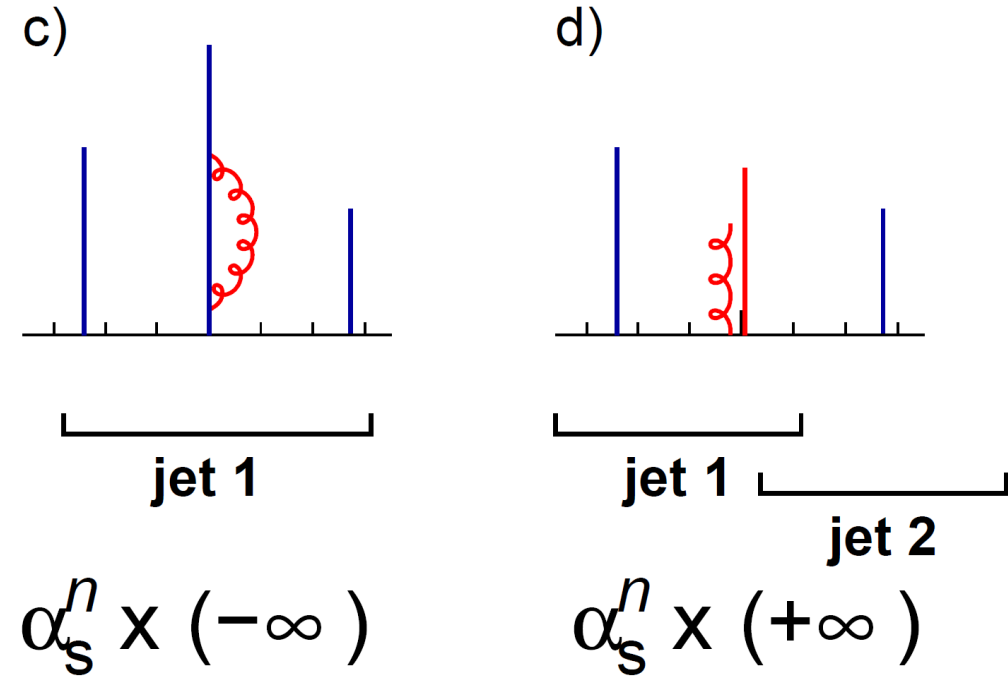 c)
d)
jet 1
jet 1
jet 2
αₛⁿ x (−∞)
αₛⁿ x (+∞)